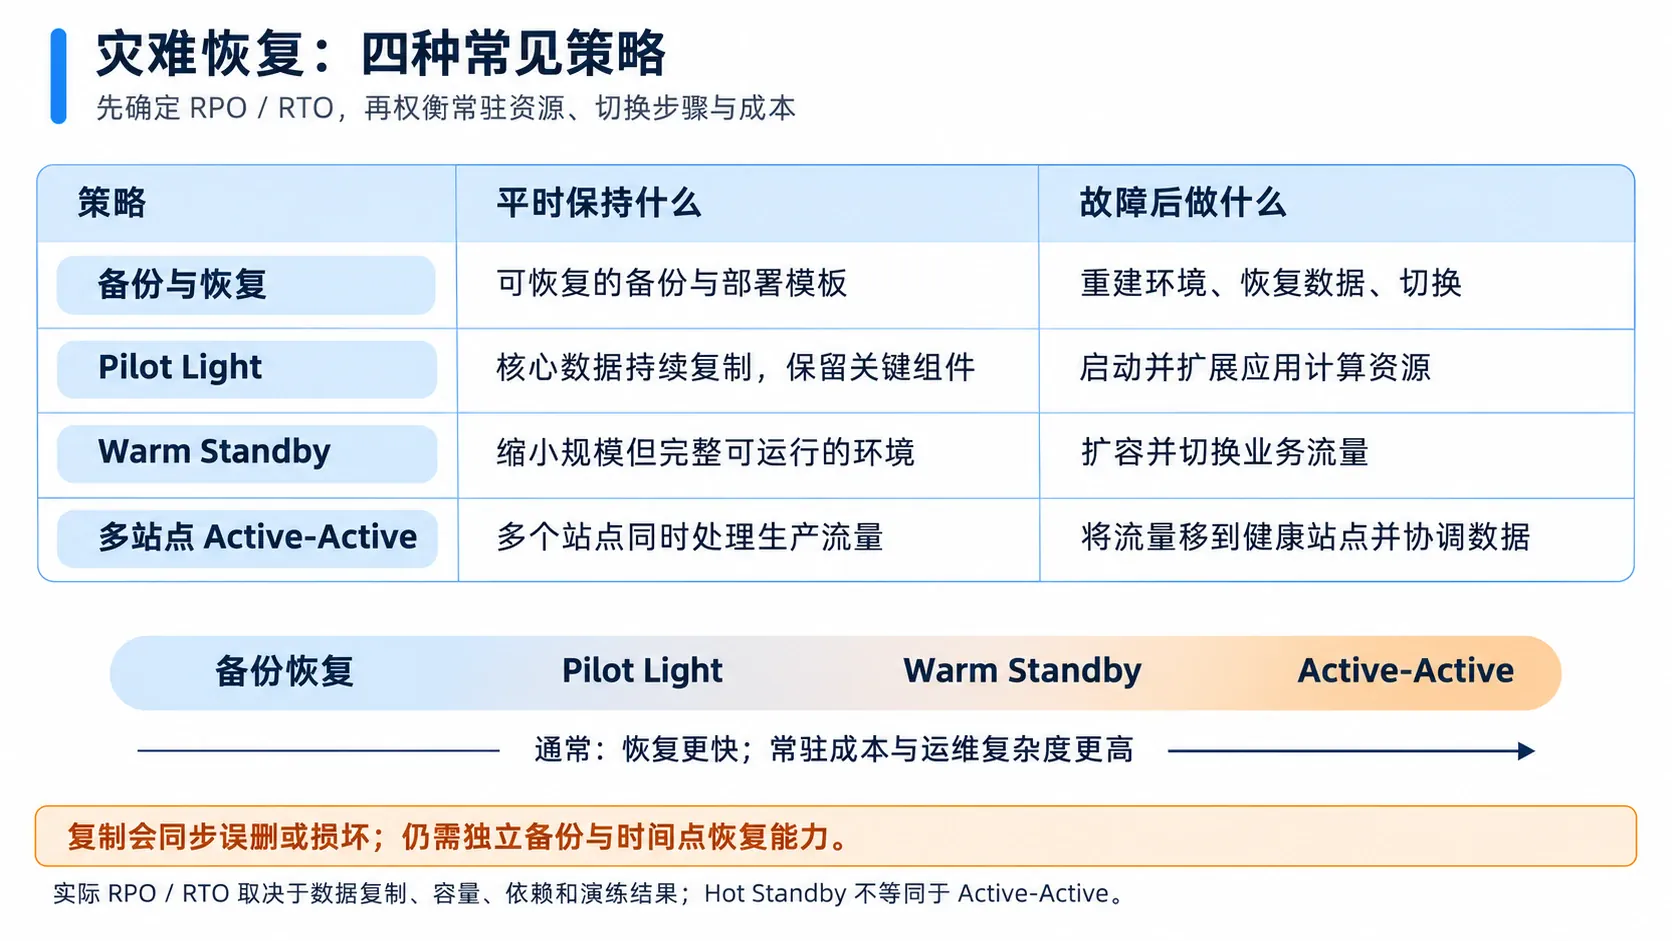 灾难恢复：四种常见策略
先确定 RPO / RTO，再权衡常驻资源、切换步骤与成本
策略
平时保持什么
故障后做什么
备份与恢复
可恢复的备份与部署模板
重建环境、恢复数据、切换
Pilot Light
核心数据持续复制，保留关键组件
启动并扩展应用计算资源
Warm Standby
缩小规模但完整可运行的环境
扩容并切换业务流量
多站点 Active-Active
多个站点同时处理生产流量
将流量移到健康站点并协调数据
备份恢复
Pilot Light
Warm Standby
Active-Active
通常：恢复更快；常驻成本与运维复杂度更高
复制会同步误删或损坏；仍需独立备份与时间点恢复能力。
实际 RPO / RTO 取决于数据复制、容量、依赖和演练结果；Hot Standby 不等同于 Active-Active。